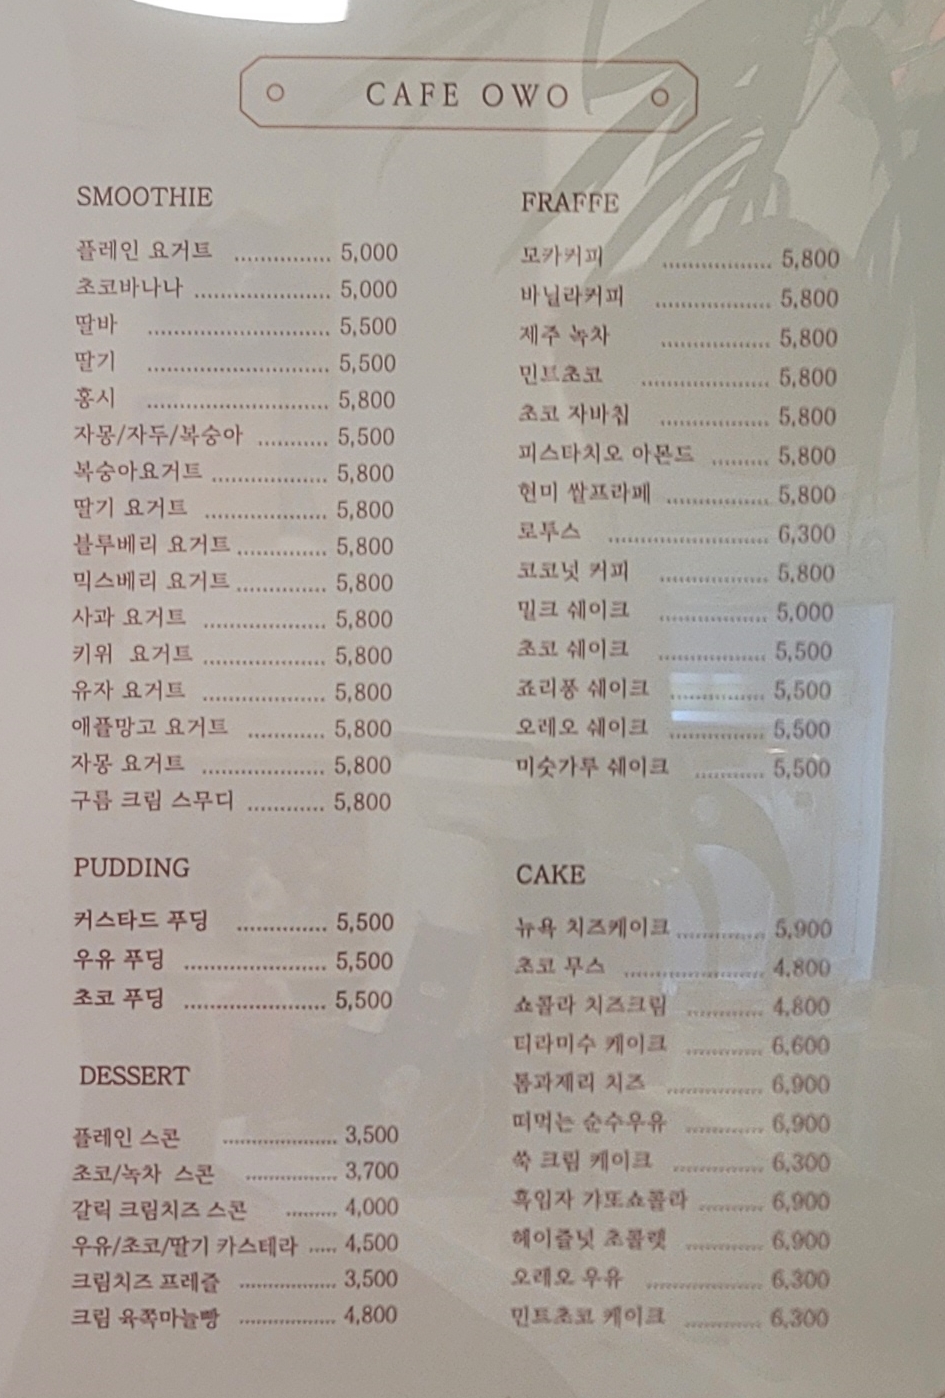 CAFE OWO
SMOOTHIE
플레인 요거트 ............... 5,000
초코바나나 ..................... 5,000
딸바 ............................ 5,500
딸기 ............................ 5,500
홍시 ............................ 5,800
자몽/자두/복숭아 ........... 5,500
복숭아요거트 .................. 5,800
딸기 요거트 ................... 5,800
블루베리 요거트 .............. 5,800
믹스베리 요거트 .............. 5,800
사과 요거트 ................... 5,800
키위 요거트 ................... 5,800
유자 요거트 ................... 5,800
애플망고 요거트 ............ 5,800
자몽 요거트 ................... 5,800
구름 크림 스무디 ............ 5,800
PUDDING
커스타드 푸딩 .............. 5,500
우유 푸딩 ...................... 5,500
초코 푸딩 ...................... 5,500
DESSERT
플레인 스콘 .................. 3,500
초코/녹차 스콘 .............. 3,700
갈릭 크림치즈 스콘 ......... 4,000
우유/초코/딸기 카스테라 ..... 4,500
크림치즈 프레즐 ............... 3,500
크림 육쪽마늘빵 ............... 4,800
FRAFFE
모카커피 ................. 5,800
바닐라커피 .................. 5,800
제주 녹차 ................. 5,800
민트초코 .................... 5,800
초코 자바칩 ................. 5,800
피스타치오 아몬드 ......... 5,800
현미 쌀프라페 ................ 5,800
로투스 ......................... 6,300
코코넛 커피 ................. 5,800
밀크 쉐이크 ................. 5,000
초코 쉐이크 ................. 5,500
죠리퐁 쉐이크 ............... 5,500
오레오 쉐이크 ............... 5,500
미숫가루 쉐이크 ........... 5,500
CAKE
뉴욕 치즈케이크 .............. 5,900
초코 무스 ...................... 4,800
쇼콜라 치즈크림 ............ 4,800
티라미수 케이크 ............ 6,600
톰과제리 치즈 ............... 6,900
떠먹는 순수우유 ............ 6,900
쑥 크림 케이크 .............. 6,300
흑임자 갸또쇼콜라 .......... 6,900
헤이즐넛 초콜렛 ............ 6,900
오레오 우유 .................. 6,300
민트초코 케이크 ............ 6,300